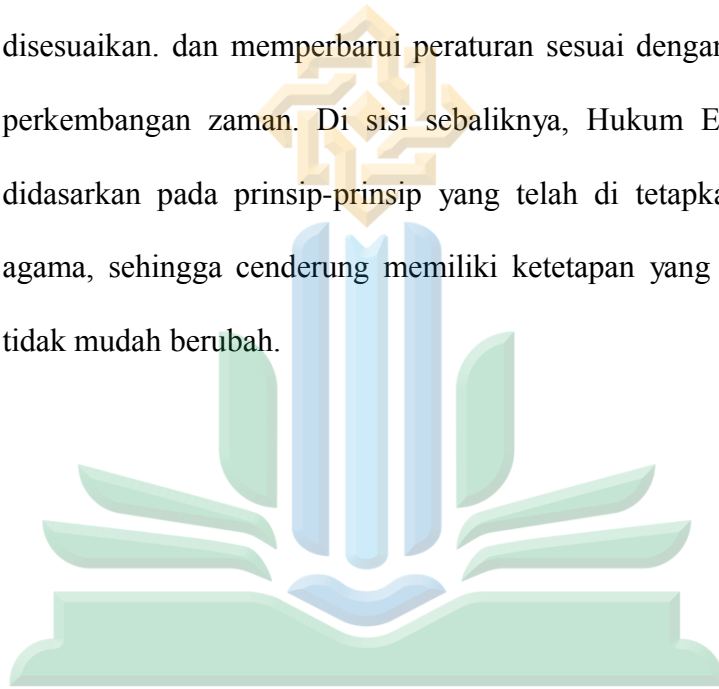 disesuaikan. dan memperbarui peraturan sesuai dengan
perkembangan zaman. Di sisi sebaliknya, Hukum E
didasarkan pada prinsip-prinsip yang telah di tetapka
agama, sehingga cenderung memiliki ketetapan yang
tidak mudah berubah.